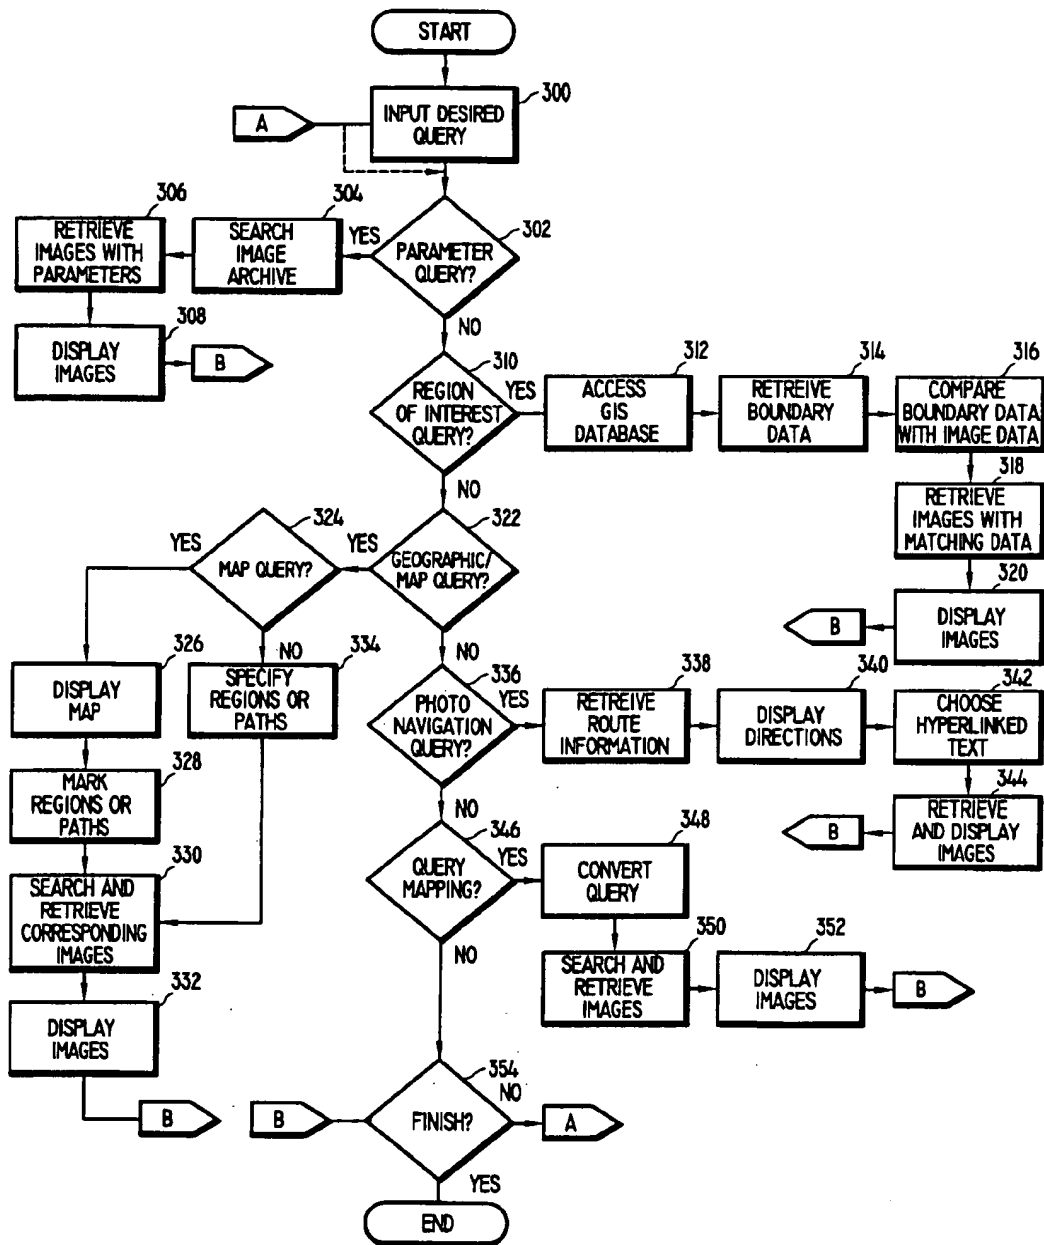 START
300
INPUT DESIRED
QUERY
A
302
PARAMETER
QUERY?
YES
304
SEARCH
IMAGE
ARCHIVE
306
RETRIEVE
IMAGES WITH
PARAMETERS
308
DISPLAY
IMAGES
B
NO
310
REGION
OF INTEREST
QUERY?
YES
312
ACCESS
GIS
DATABASE
314
RETREIVE
BOUNDARY
DATA
316
COMPARE
BOUNDARY DATA
WITH IMAGE DATA
318
RETRIEVE
IMAGES WITH
MATCHING DATA
320
DISPLAY
IMAGES
B
NO
322
GEOGRAPHIC/
MAP QUERY?
YES
324
MAP QUERY?
YES
326
DISPLAY
MAP
328
MARK
REGIONS OR
PATHS
330
SEARCH AND
RETRIEVE
CORRESPONDING
IMAGES
332
DISPLAY
IMAGES
B
NO
334
SPECIFY
REGIONS OR
PATHS
NO
336
PHOTO
NAVIGATION
QUERY?
YES
338
RETREIVE
ROUTE
INFORMATION
340
DISPLAY
DIRECTIONS
342
CHOOSE
HYPERLINKED
TEXT
344
RETRIEVE
AND DISPLAY
IMAGES
B
NO
346
QUERY
MAPPING?
YES
348
CONVERT
QUERY
350
SEARCH AND
RETRIEVE
IMAGES
352
DISPLAY
IMAGES
B
NO
354
B
FINISH?
NO
A
YES
END